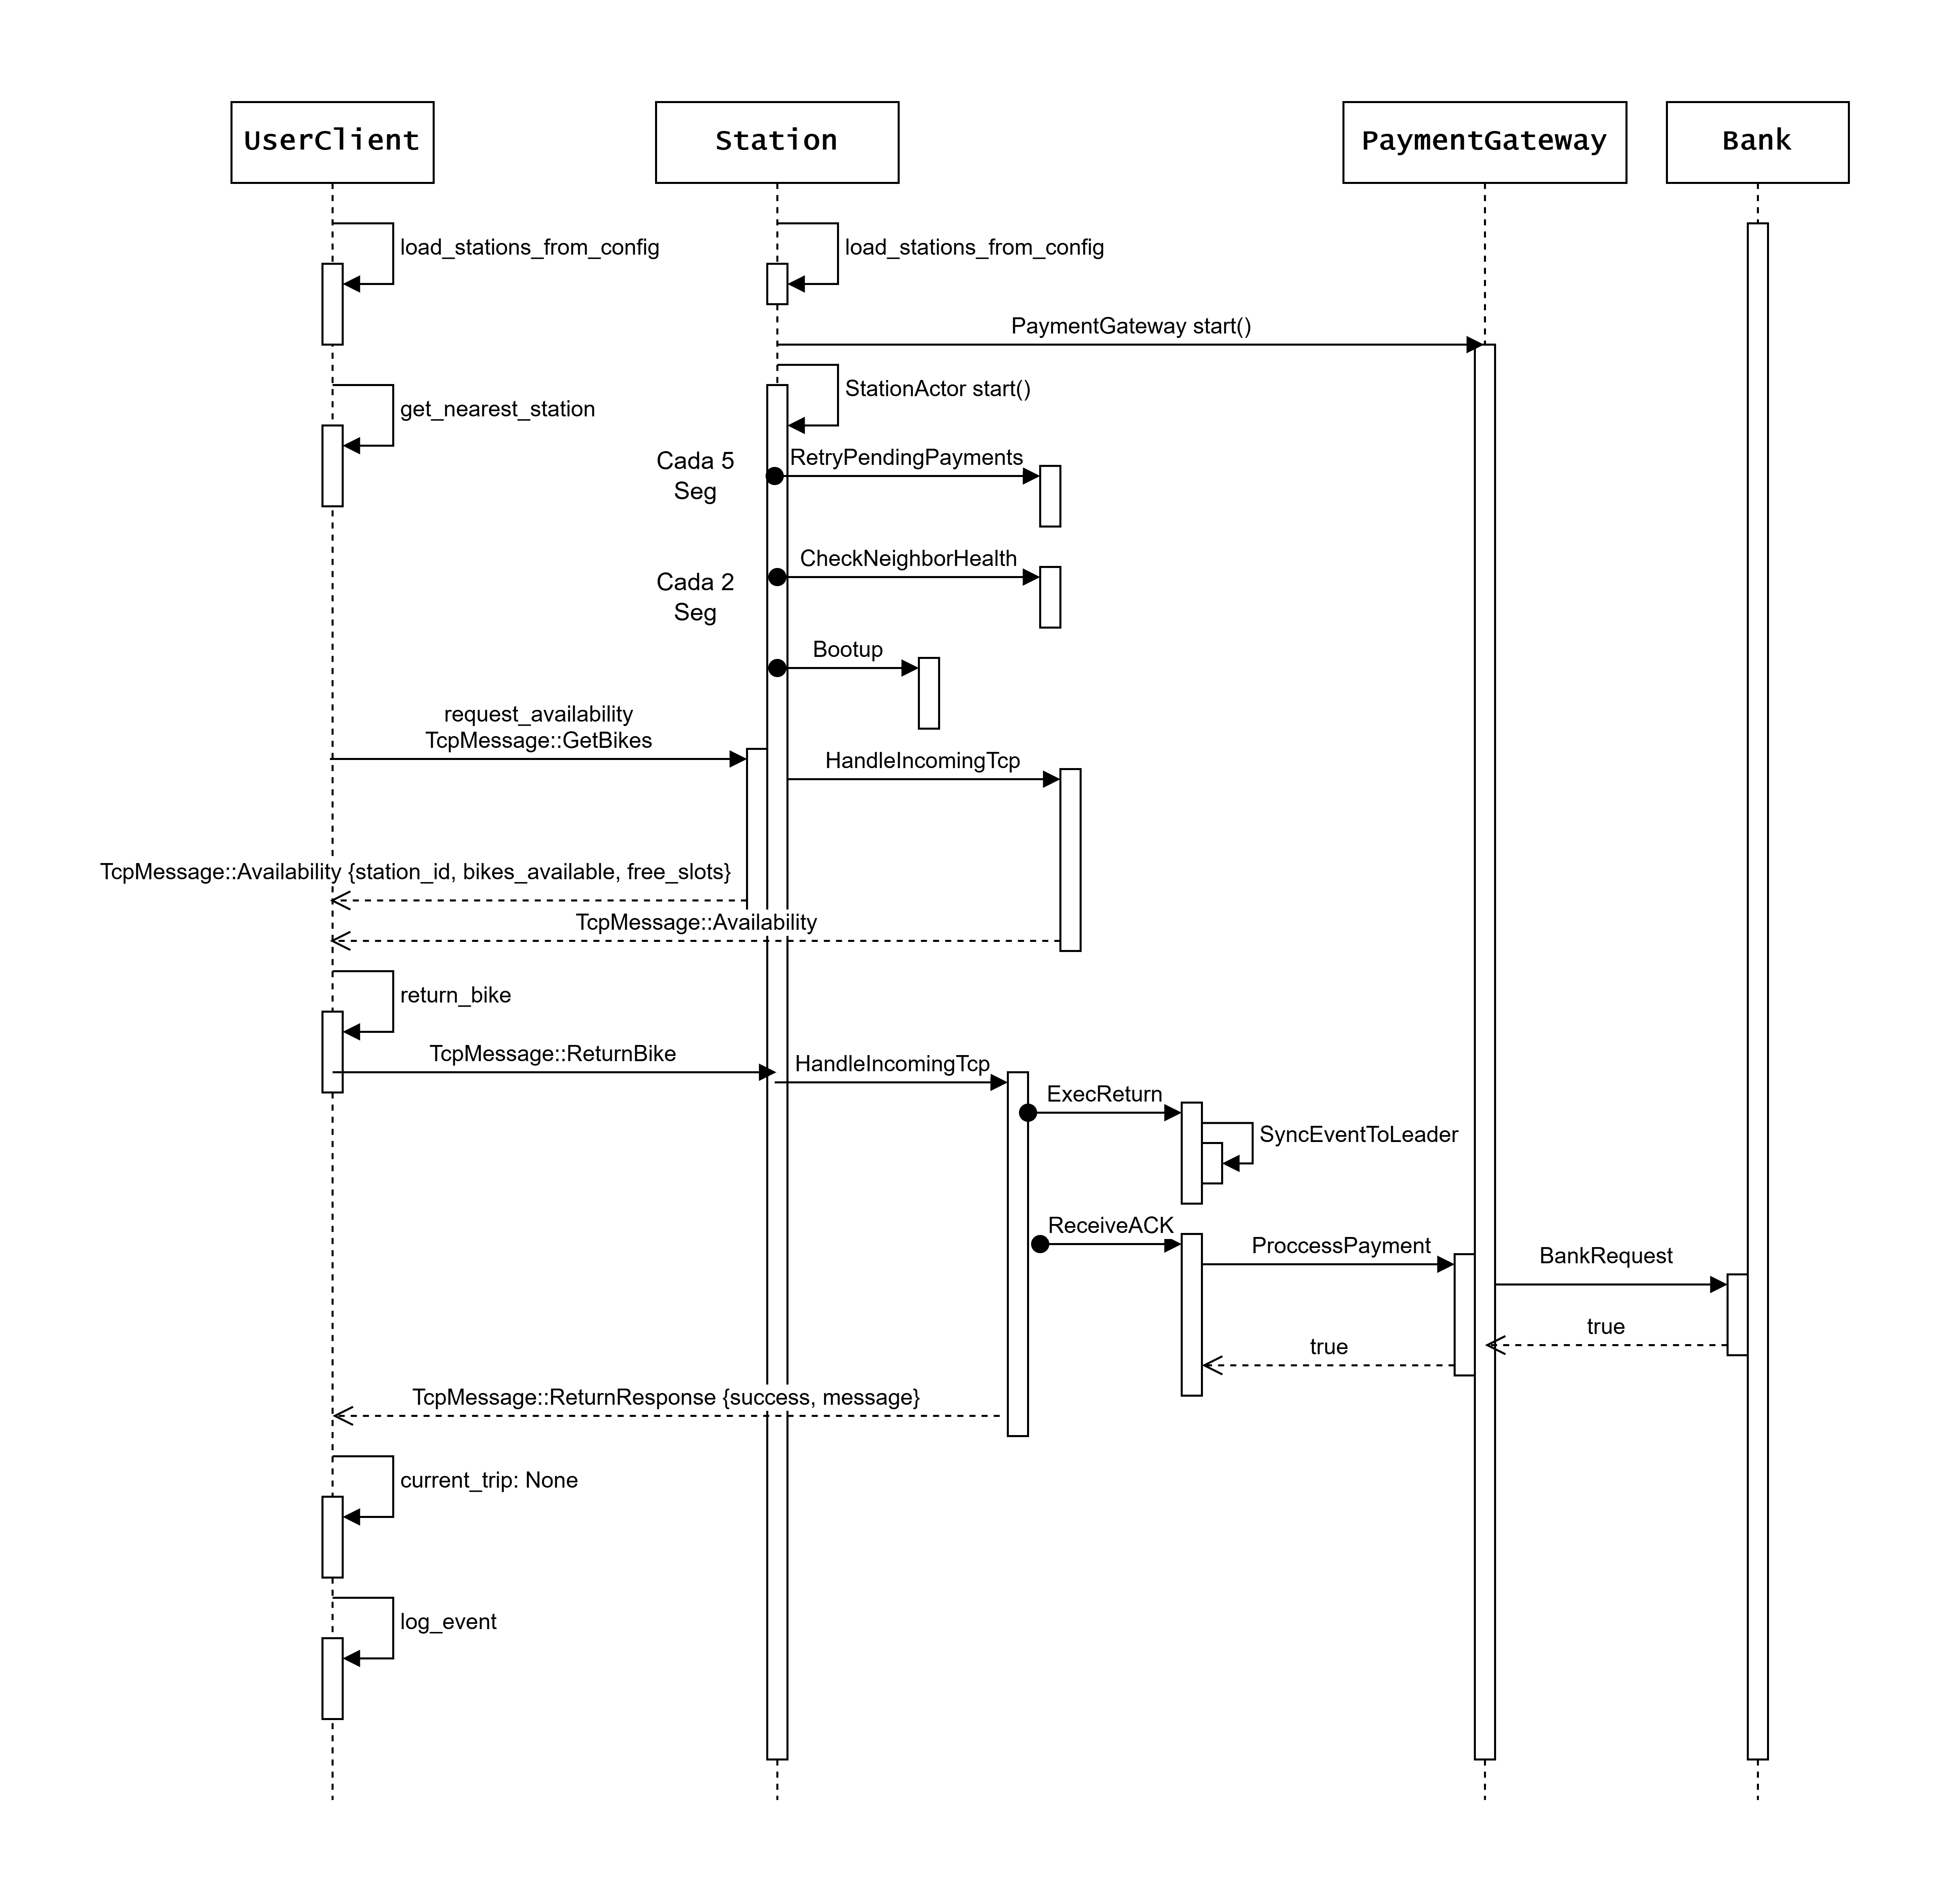 UserClient
Station
PaymentGateway
Bank
load_stations_from_config
load_stations_from_config
PaymentGateway start()
StationActor start()
get_nearest_station
Cada 5
Seg
RetryPendingPayments
CheckNeighborHealth
Cada 2
Seg
Bootup
request_availability
TcpMessage::GetBikes
HandleIncomingTcp
TcpMessage::Availability {station_id, bikes_available, free_slots}
TcpMessage::Availability
return_bike
TcpMessage::ReturnBike
HandleIncomingTcp
ExecReturn
SyncEventToLeader
ReceiveACK
ProccessPayment
BankRequest
true
true
TcpMessage::ReturnResponse {success, message}
current_trip: None
log_event